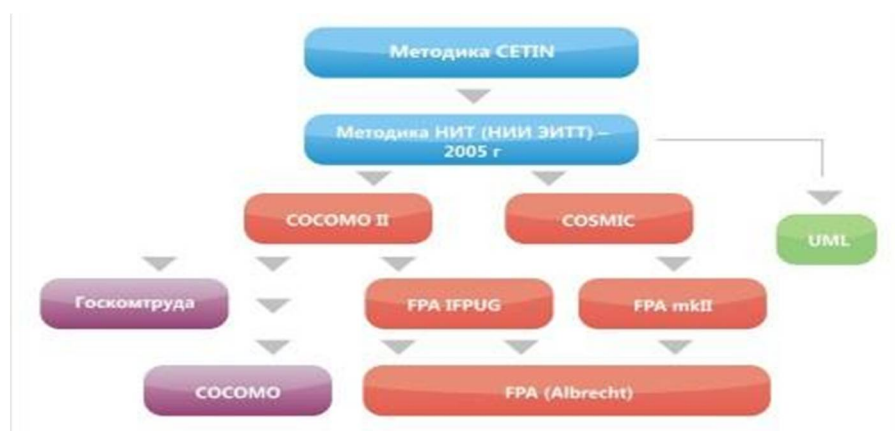 Методика CETIN
Методика НИТ (НИИ ЭИТТ) –
2005 г
COCOMO II
COSMIC
UML
Госкомтруда
FPA IFPUG
FPA mkII
COCOMO
FPA (Albrecht)